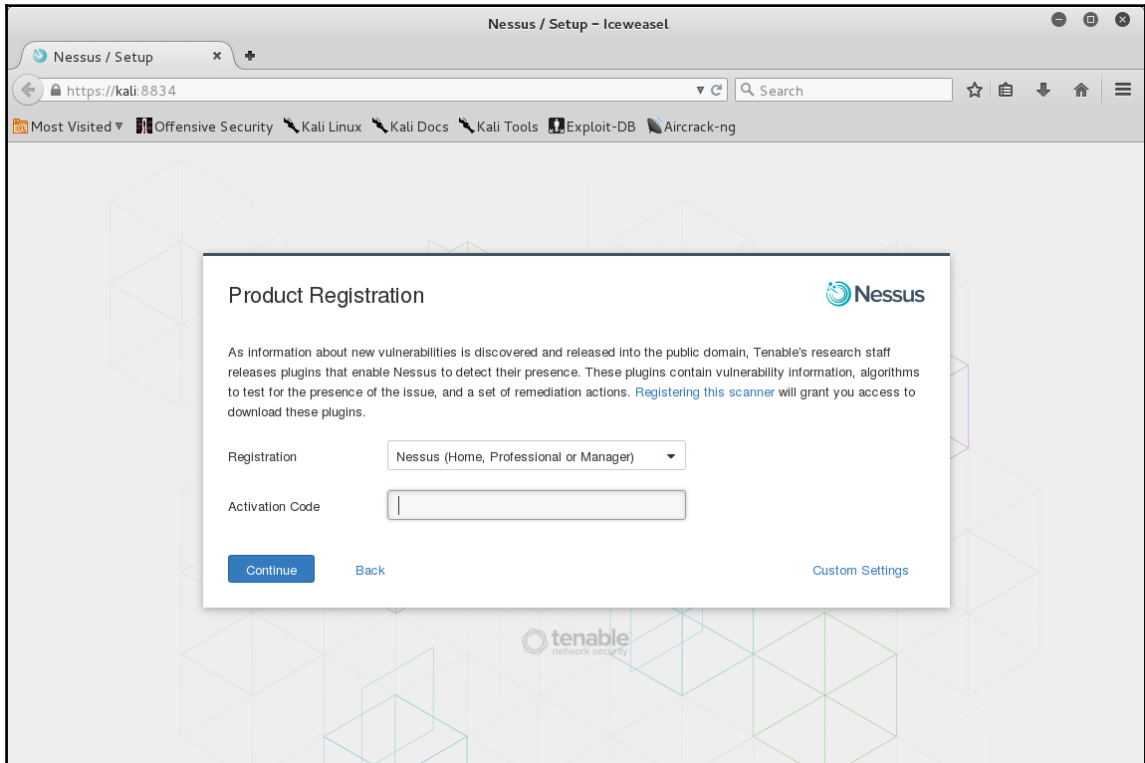 Nessus / Setup – Iceweasel
Nessus / Setup
https://kali:8834
Search
Most Visited Offensive Security Kali Linux Kali Docs Kali Tools Exploit-DB Aircrack-ng
Product Registration
Nessus
As information about new vulnerabilities is discovered and released into the public domain, Tenable's research staff
releases plugins that enable Nessus to detect their presence. These plugins contain vulnerability information, algorithms
to test for the presence of the issue, and a set of remediation actions. Registering this scanner will grant you access to
download these plugins.
Registration Nessus (Home, Professional or Manager)
Activation Code
Continue Back Custom Settings
tenable
network security